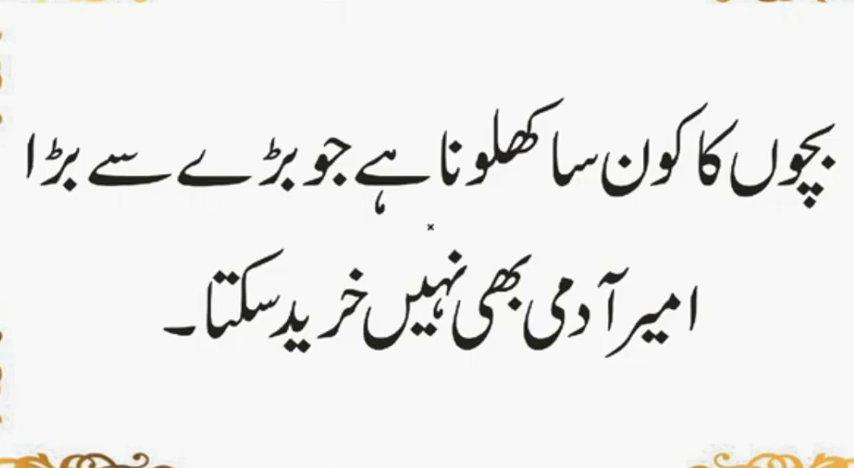 بچوں کا کون سا کھلونا ہے جو بڑے سے بڑا
امیر آدمی بھی نہیں خرید سکتا۔